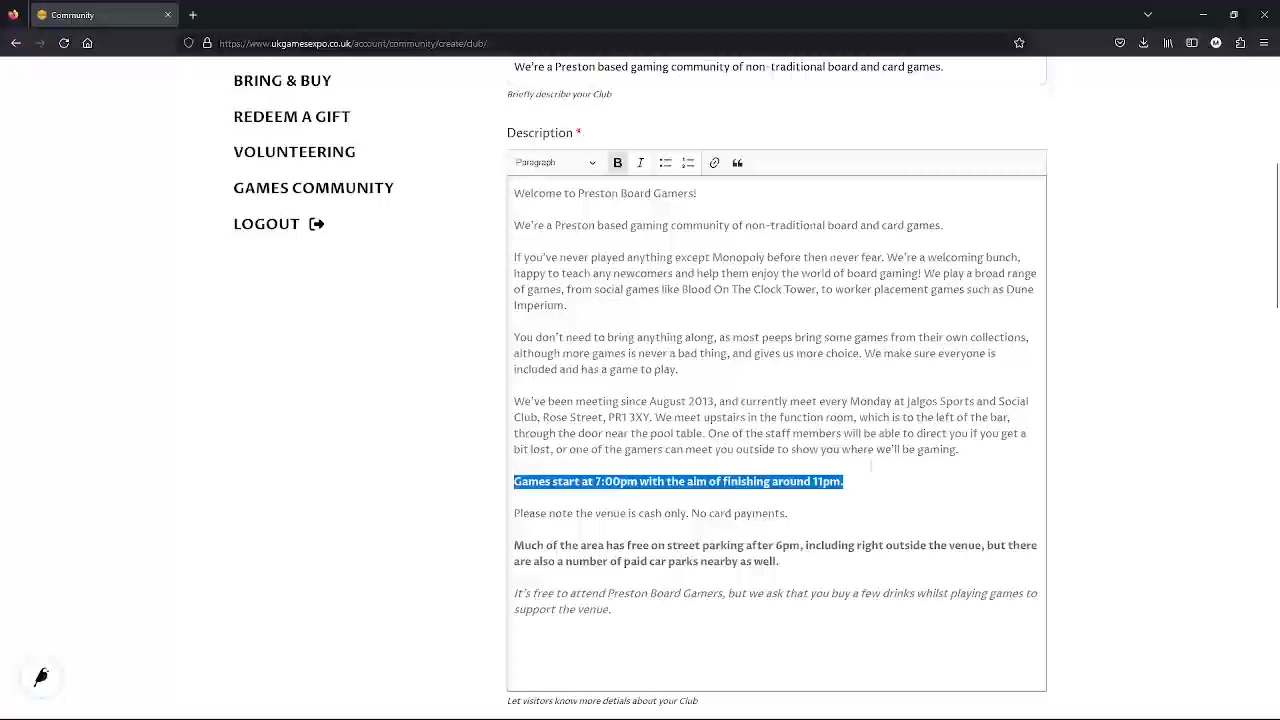 Community
https://www.ukgamesexpo.co.uk/account/community/create/club/
BRING & BUY
REDEEM A GIFT
VOLUNTEERING
GAMES COMMUNITY
LOGOUT
We're a Preston based gaming community of non-traditional board and card games.
Briefly describe your Club
Description *
Paragraph
B I
Welcome to Preston Board Gamers!
We're a Preston based gaming community of non-traditional board and card games.
If you've never played anything except Monopoly before then never fear. We're a welcoming bunch,
happy to teach any newcomers and help them enjoy the world of board gaming! We play a broad range
of games, from social games like Blood On The Clock Tower, to worker placement games such as Dune
Imperium.
You don't need to bring anything along, as most peeps bring some games from their own collections,
although more games is never a bad thing, and gives us more choice. We make sure everyone is
included and has a game to play.
We've been meeting since August 2013, and currently meet every Monday at Jalgos Sports and Social
Club, Rose Street, PR1 3XY. We meet upstairs in the function room, which is to the left of the bar,
through the door near the pool table. One of the staff members will be able to direct you if you get a
bit lost, or one of the gamers can meet you outside to show you where we'll be gaming.
Games start at 7:00pm with the aim of finishing around 11pm.
Please note the venue is cash only. No card payments.
Much of the area has free on street parking after 6pm, including right outside the venue, but there
are also a number of paid car parks nearby as well.
It's free to attend Preston Board Gamers, but we ask that you buy a few drinks whilst playing games to
support the venue.
Let visitors know more detials about your Club